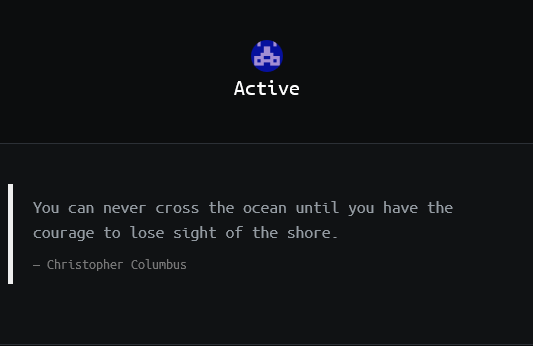 Active
You can never cross the ocean until you have the
courage to lose sight of the shore.
— Christopher Columbus